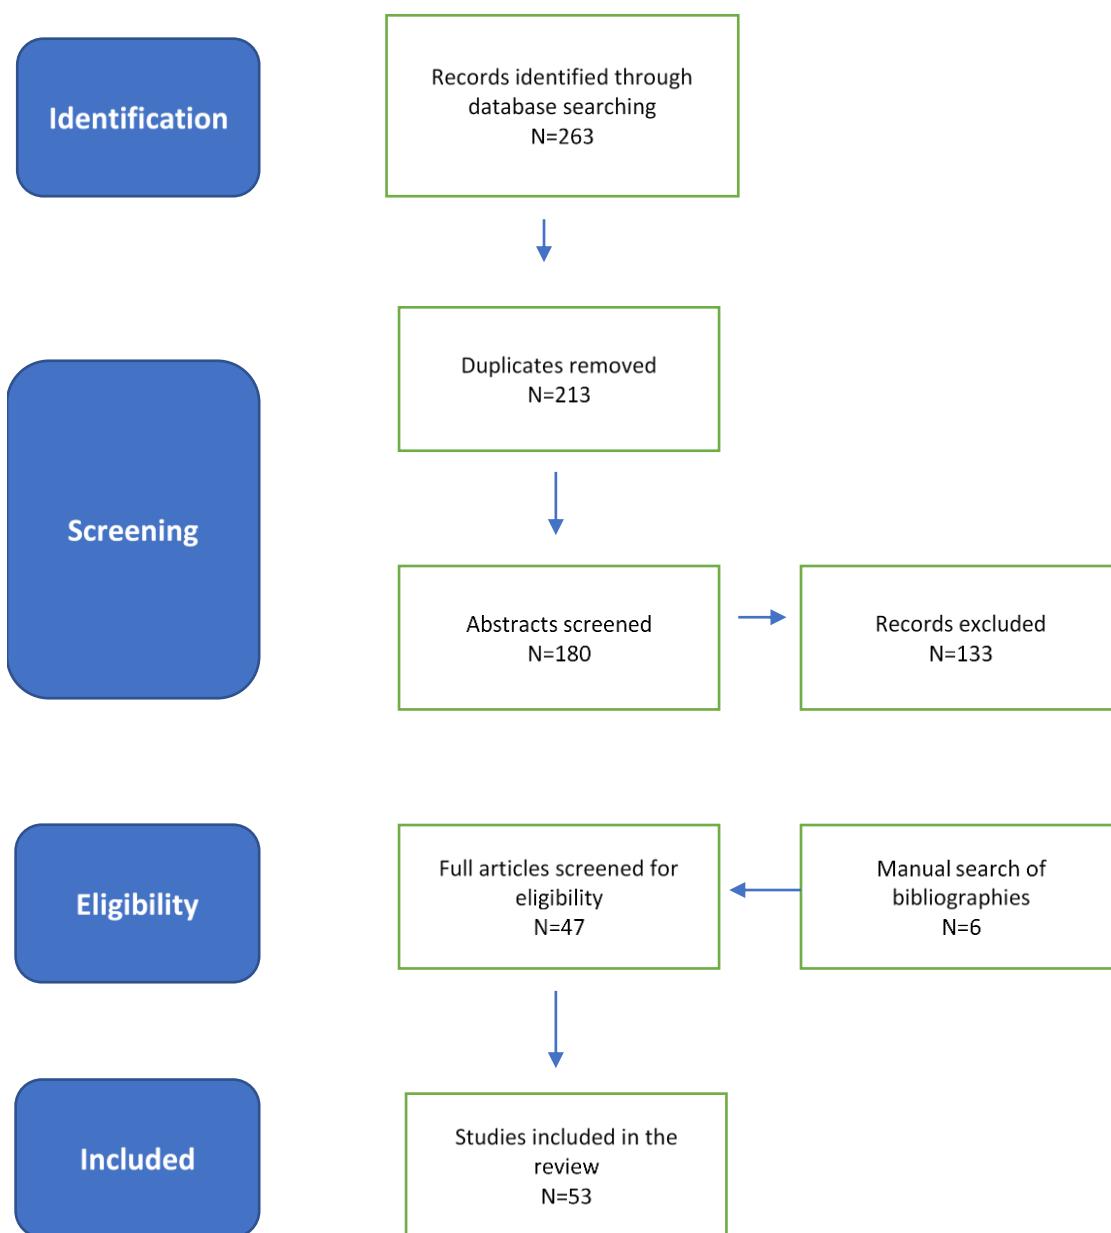 Identification
Records identified through
database searching
N=263
Screening
Duplicates removed
N=213
Abstracts screened
N=180
Records excluded
N=133
Eligibility
Full articles screened for
eligibility
N=47
Manual search of
bibliographies
N=6
Included
Studies included in the
review
N=53